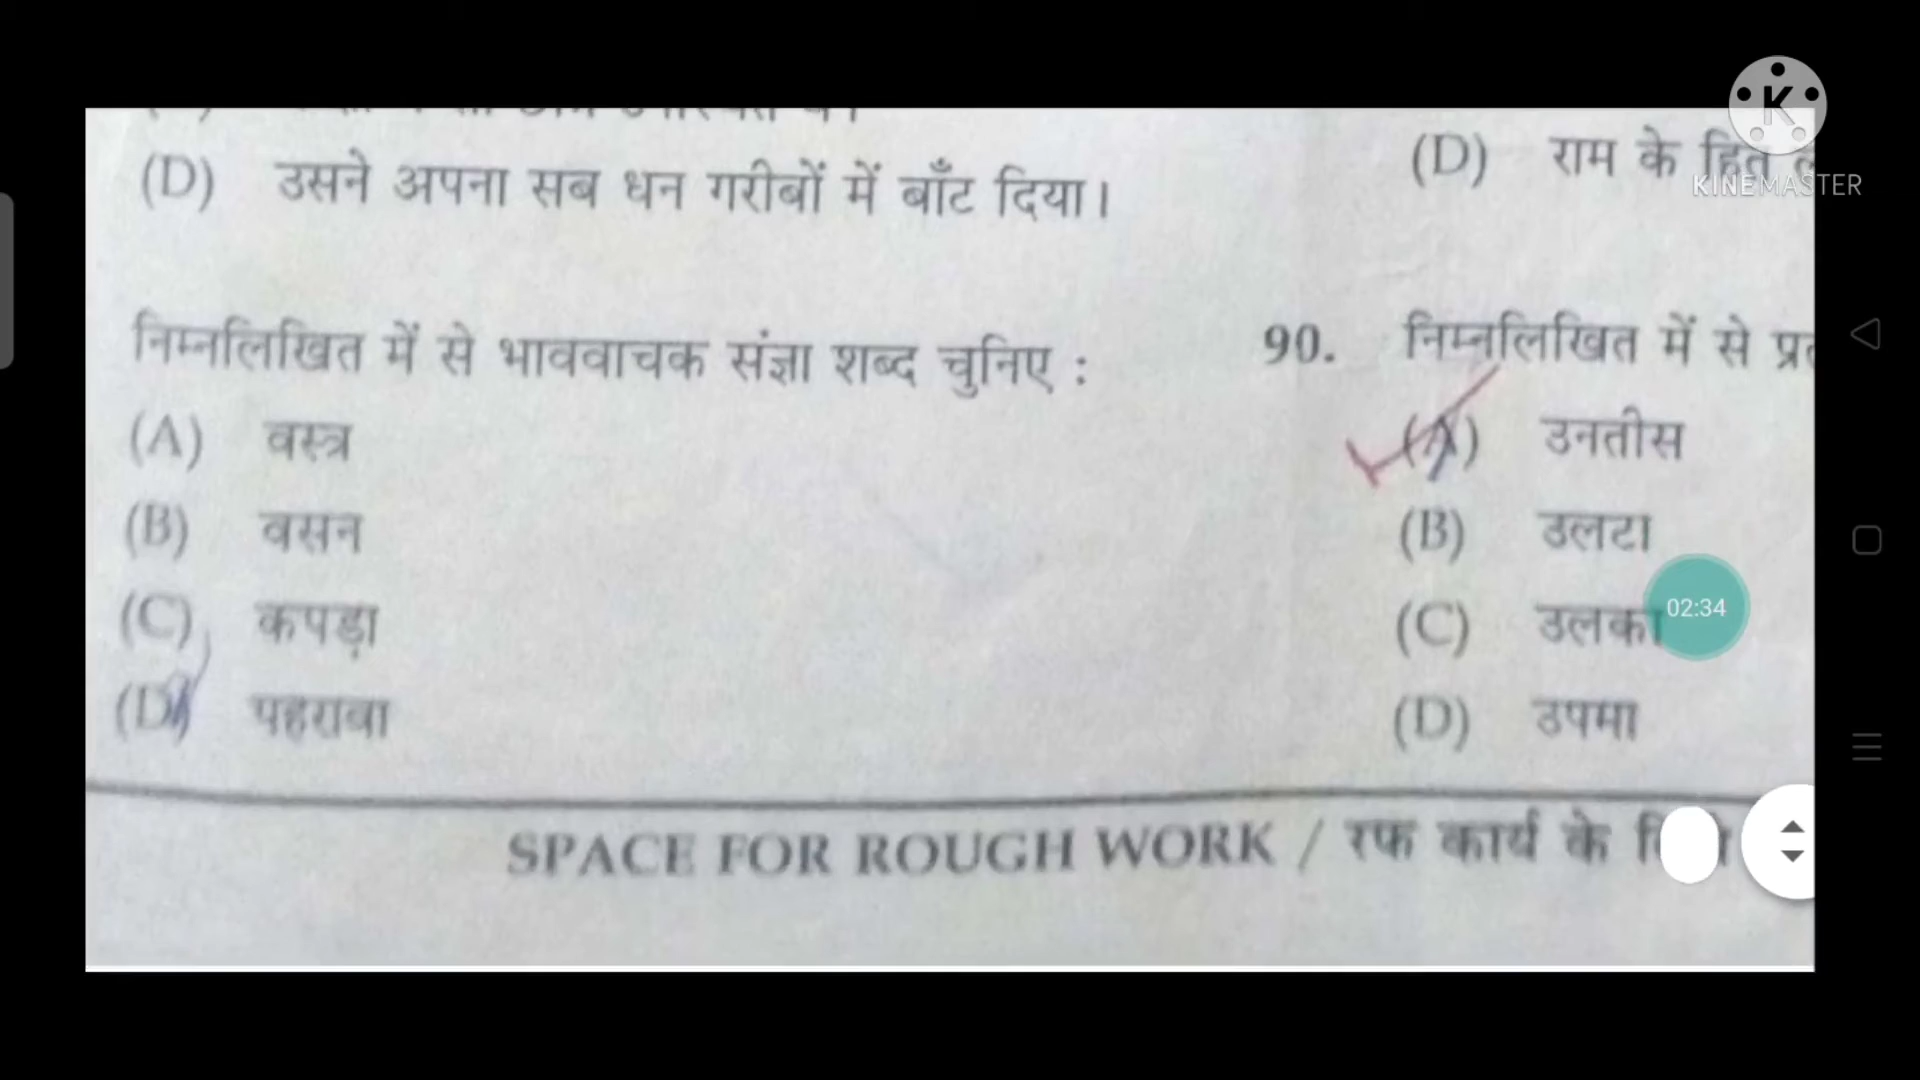 (D) उसने अपना सब धन गरीबों में बाँट दिया।
निम्नलिखित में से भाववाचक संज्ञा शब्द चुनिए :
(A) वस्त्र
(B) वसन
(C) कपड़ा
(D) पहरावा
(D) राम के हित
90. निम्नलिखित में से
(A) उनतीस
(B) उलटा
(C) उलका
(D) उपमा
SPACE FOR ROUGH WORK / रफ कार्य के
K
KINEMASTER
02:34